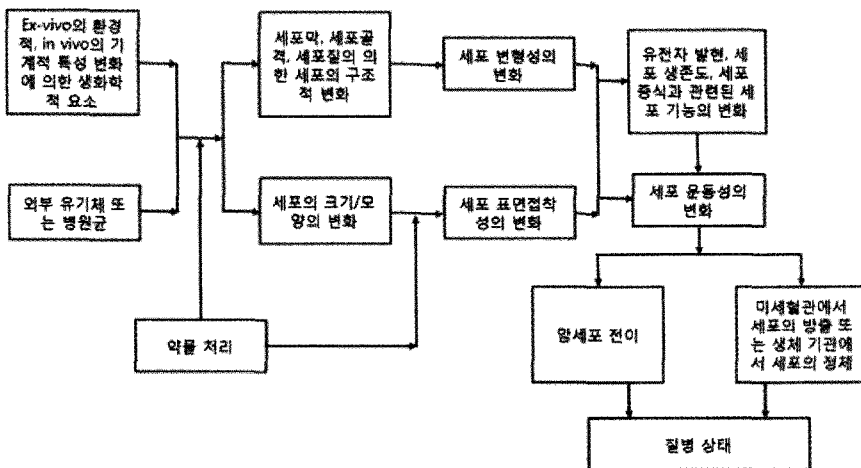 Ex-vivo의 환경
적, in vivo의 기
계적 특성 변화
에 의한 생화학
적 요소
세포막, 세포골
격, 세포질의 의
한 세포의 구조
적 변화
세포 변형성의
변화
유전자 발현, 세
포 생존도, 세포
증식과 관련된 세
포 기능의 변화
외부 유기체 또
는 병원균
세포의 크기/모
양의 변화
세포 표면접착
성의 변화
세포 운동성의
변화
약물 처리
암세포 전이
미세혈관에서
세포의 방출 또
는 생체 기관에
서 세포의 정체
질병 상태